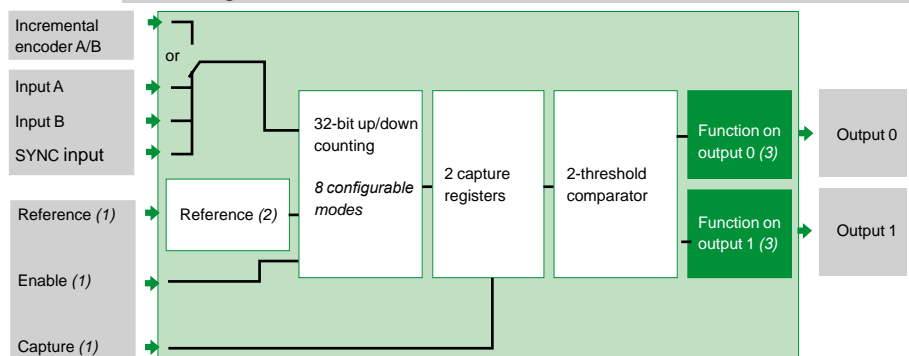 Incremental
encoder A/B
or
Input A
Input B
SYNC input
Reference (1)
Enable (1)
Capture (1)
Reference (2)
32-bit up/down
counting
8 configurable
modes
2 capture
registers
2-threshold
comparator
Function on
output 0 (3)
Function on
output 1 (3)
Output 0
Output 1